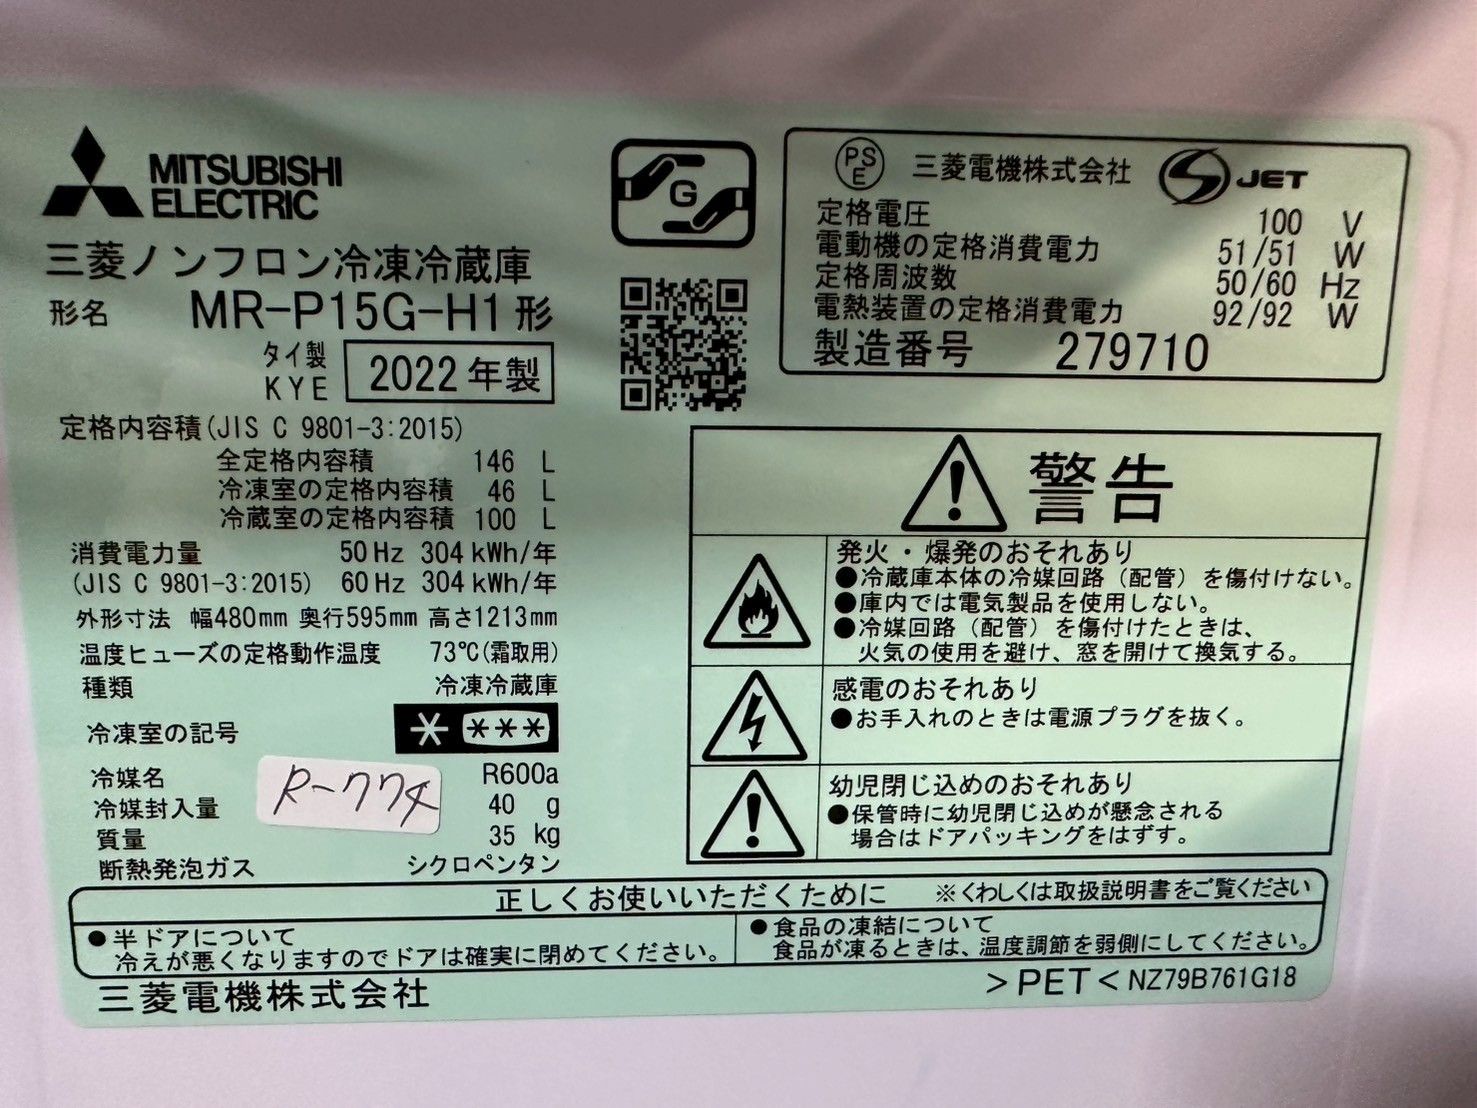 MITSUBISHI
ELECTRIC
三菱ノンフロン冷凍冷蔵庫
形名 MR-P15G-H1形
タイ製
KYE
2022年製
定格内容積(JIS C 9801-3:2015)
全定格内容積 146 L
冷凍室の定格内容積 46 L
冷蔵室の定格内容積 100 L
消費電力量 50Hz 304kWh/年
(JIS C 9801-3:2015) 60Hz 304kWh/年
外形寸法 幅480mm 奥行595mm 高さ1213mm
温度ヒューズの定格動作温度 73℃(霜取用)
種類 冷凍冷蔵庫
冷凍室の記号 * ***
冷媒名 R600a
冷媒封入量 40 g
質量 35 kg
断熱発泡ガス シクロペンタン
R-774
G
PS
E
三菱電機株式会社
S JET
定格電圧 100 V
電動機の定格消費電力 51/51 W
定格周波数 50/60 Hz
電熱装置の定格消費電力 92/92 W
製造番号 279710
警告
発火・爆発のおそれあり
●冷蔵庫本体の冷媒回路（配管）を傷付けない。
●庫内では電気製品を使用しない。
●冷媒回路（配管）を傷付けたときは、
火気の使用を避け、窓を開けて換気する。
感電のおそれあり
●お手入れのときは電源プラグを抜く。
幼児閉じ込めのおそれあり
●保管時に幼児閉じ込めが懸念される
場合はドアパッキングをはずす。
正しくお使いいただくために ※くわしくは取扱説明書をご覧ください
●半ドアについて
冷えが悪くなりますのでドアは確実に閉めてください。
●食品の凍結について
食品が凍るときは、温度調節を弱側にしてください。
三菱電機株式会社
>PET< NZ79B761G18